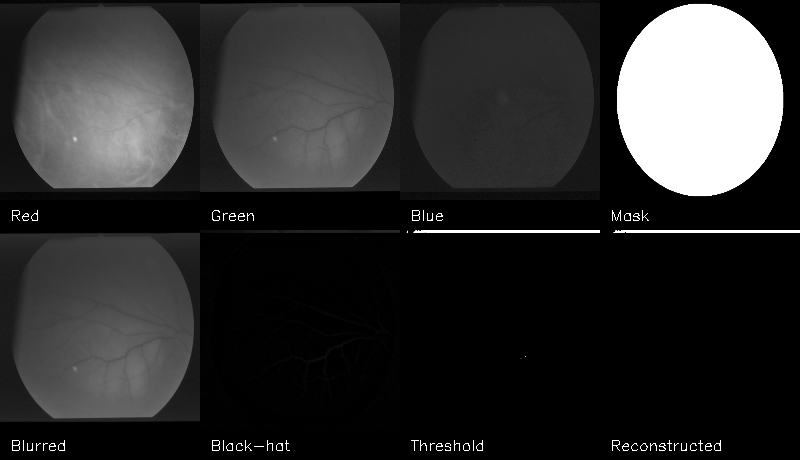 Red
Green
Blue
Mask
Blurred
Black-hat
Threshold
Reconstructed